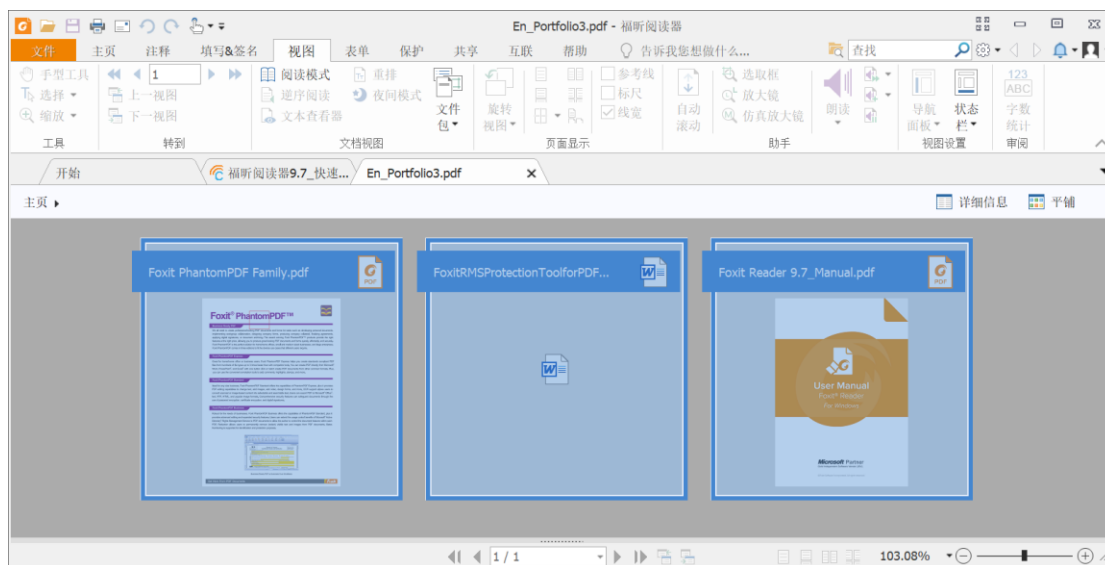 En_Portfolio3.pdf - 福昕阅读器
文件 主页 注释 填写&签名 视图 表单 保护 共享 互联 帮助 告诉我您想做什么... 查找
手型工具 1 阅读模式 重排 参考线 选取框 123
选择 上一视图 逆序阅读 夜间模式 文件包 旋转视图 标尺 自动滚动 放大镜 朗读 导航面板 状态栏 ABC 字数统计
缩放 下一视图 文本查看器 线宽 仿真放大镜
工具 转到 文档视图 页面显示 助手 视图设置 审阅
开始 福昕阅读器9.7_快速... En_Portfolio3.pdf
主页 详细信息 平铺
Foxit PhantomPDF Family.pdf PDF FoxitRMSProtectionToolforPDF... W Foxit Reader 9.7_Manual.pdf PDF
Foxit® PhantomPDF™
W
User Manual
Foxit® Reader
For Windows
Microsoft Partner
1 / 1 103.08%